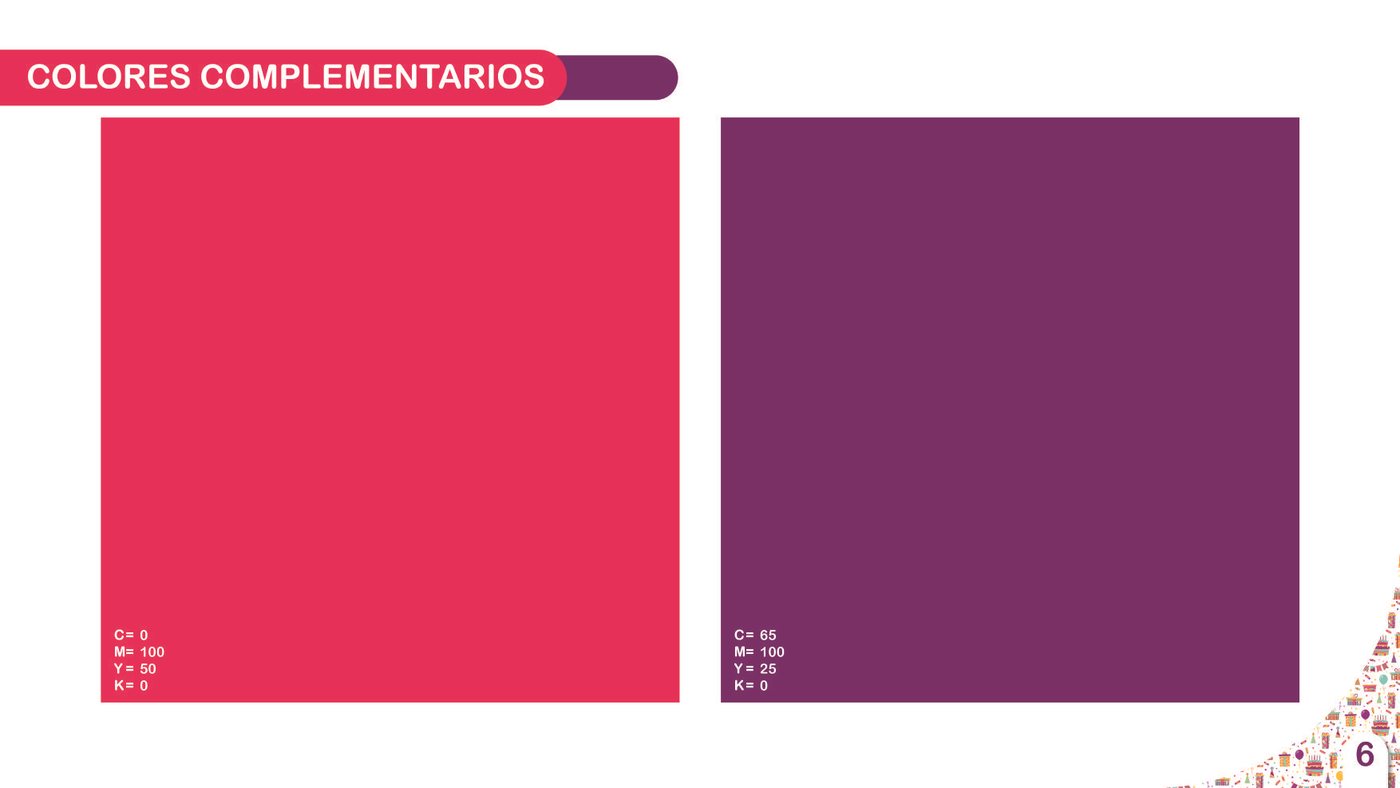 COLORES COMPLEMENTARIOS
C= 0
M= 100
Y= 50
K= 0
C= 65
M= 100
Y= 25
K= 0
6